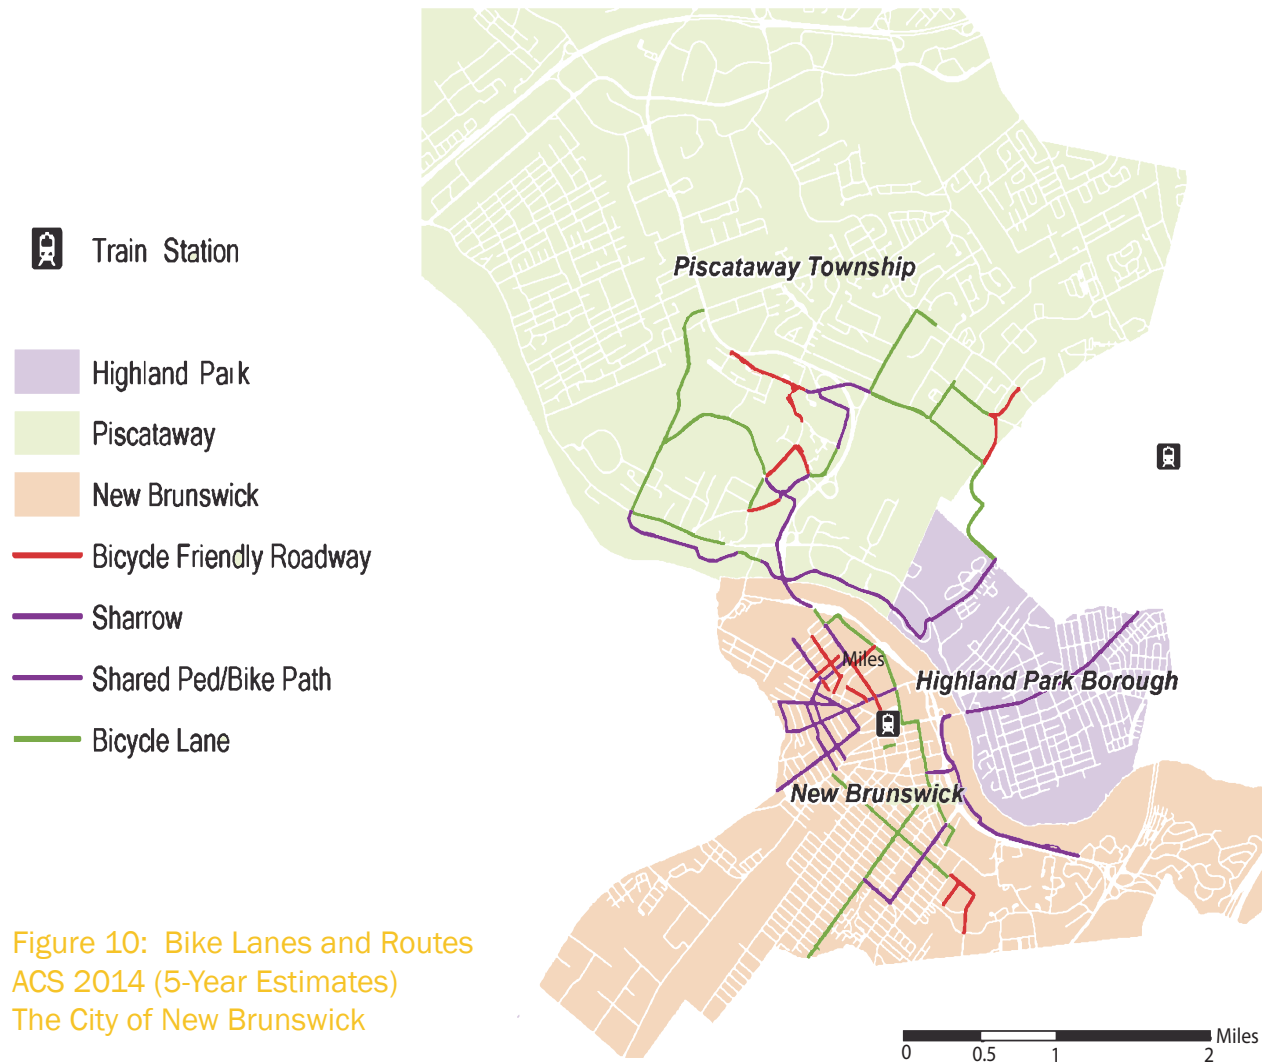 Train Station
Highland Park
Piscataway
New Brunswick
Bicycle Friendly Roadway
Sharrow
Shared Ped/Bike Path
Bicycle Lane
Piscataway Township
Miles
Highland Park Borough
New Brunswick
Figure 10: Bike Lanes and Routes
ACS 2014 (5-Year Estimates)
The City of New Brunswick
Miles
0 0.5 1 2